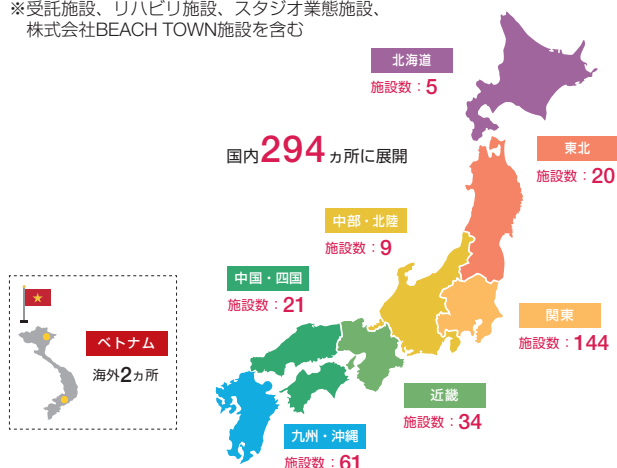 ※受託施設、リハビリ施設、スタジオ業態施設、
株式会社BEACH TOWN施設を含む
北海道
施設数：5
国内294ヵ所に展開
東北
施設数：20
中部・北陸
施設数：9
中国・四国
施設数：21
関東
施設数：144
ベトナム
海外2ヵ所
近畿
施設数：34
九州・沖縄
施設数：61